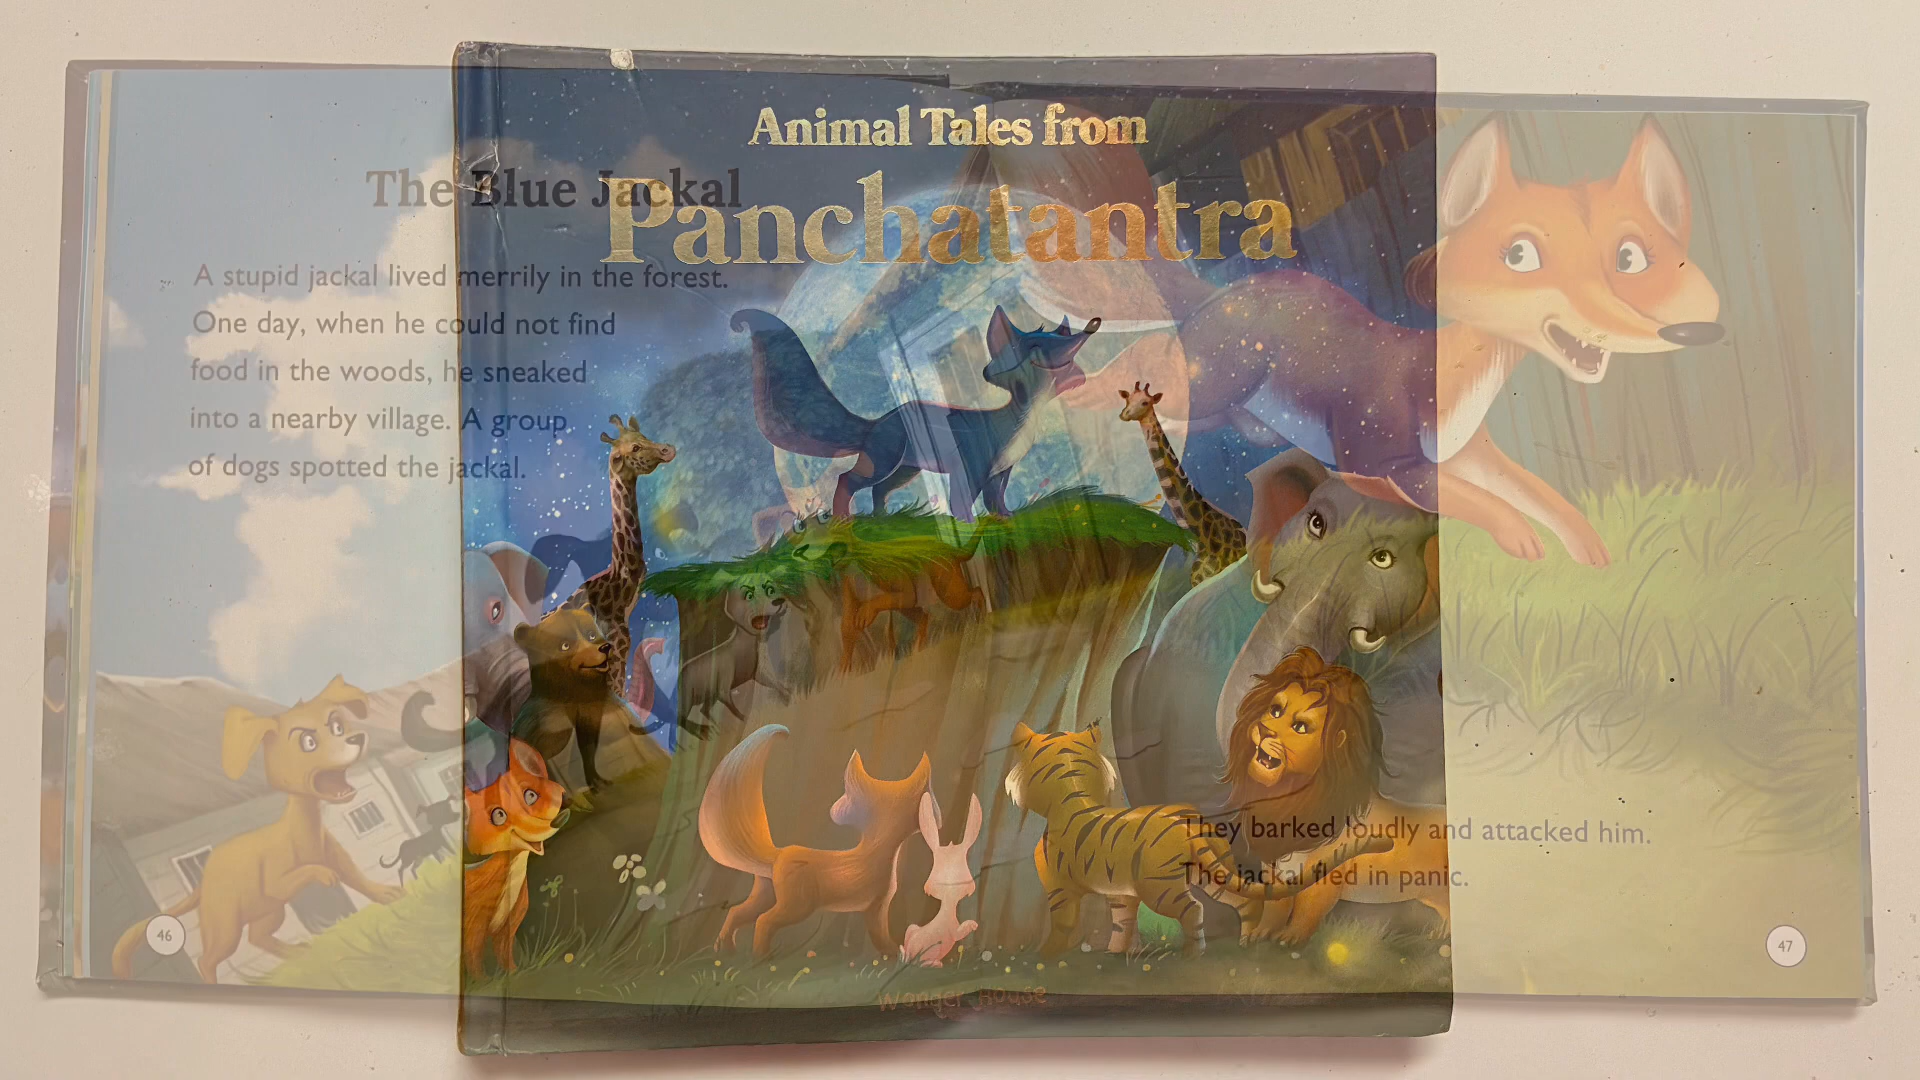 Animal Tales from
Panchatantra
Wonder House
The Blue Jackal
A stupid jackal lived merrily in the forest.
One day, when he could not find
food in the woods, he sneaked
into a nearby village. A group
of dogs spotted the jackal.
46
They barked loudly and attacked him.
The jackal fled in panic.
47